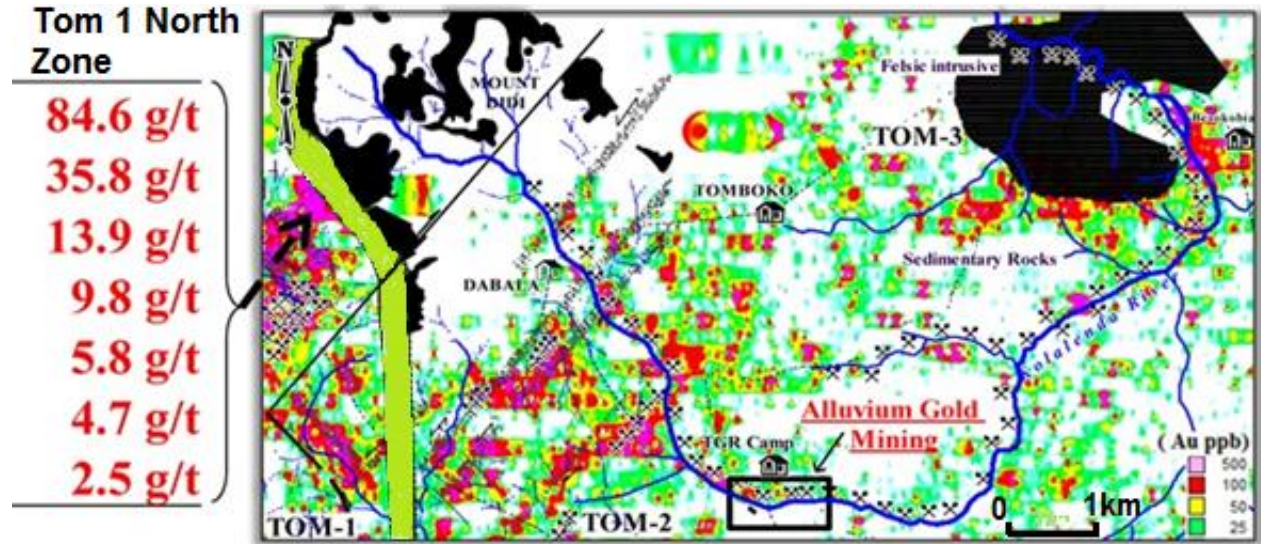 Tom 1 North
Zone
84.6 g/t
35.8 g/t
13.9 g/t
9.8 g/t
5.8 g/t
4.7 g/t
2.5 g/t
N
MOUNT
DIDI
Felsic intrusive
TOM-3
TOMBOKO
DABALA
Sedimentary Rocks
Alluvium Gold
Mining
TGR Camp
( Au ppb)
500
100
50
25
0 1km
TOM-1
TOM-2